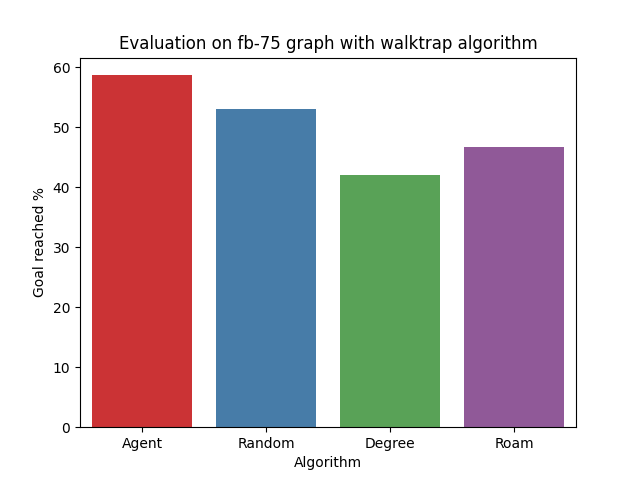 Evaluation on fb-75 graph with walktrap algorithm
60
50
40
30
20
10
0
Goal reached %
Agent Random Degree Roam
Algorithm